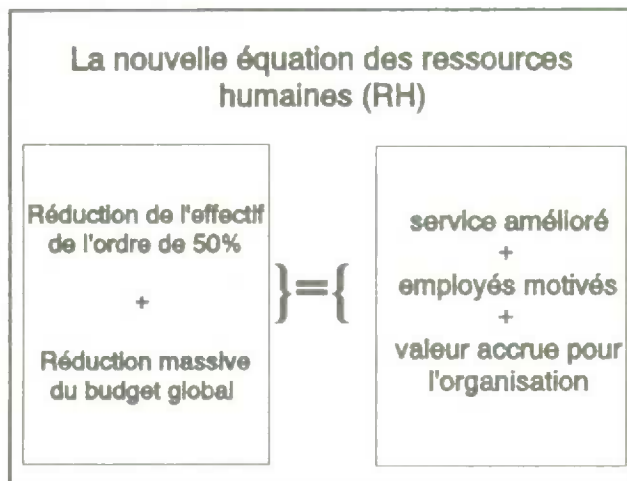 La nouvelle équation des ressources
humaines (RH)
Réduction de l'effectif
de l'ordre de 50%
+
Réduction massive
du budget global
}={
service amélioré
+
employés motivés
+
valeur accrue pour
l'organisation